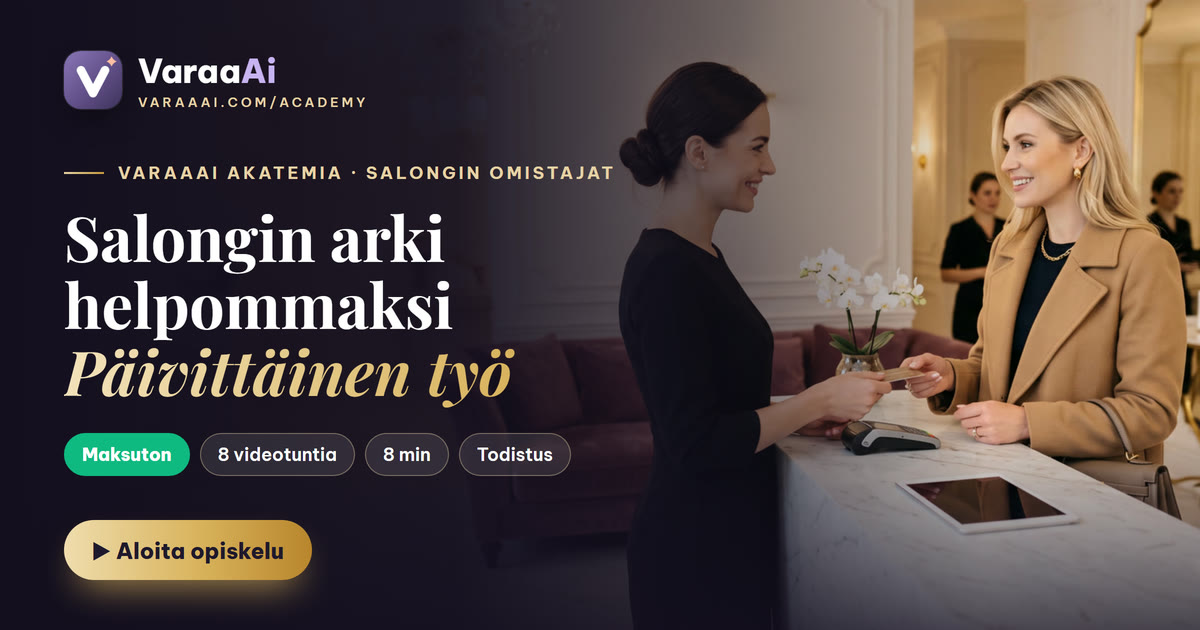 V
VaraaAi
VARAAAI.COM/ACADEMY
VARAAAI AKATEMIA · SALONGIN OMISTAJAT
Salongin arki
helpommaksi
Päivittäinen työ
Maksuton
8 videotuntia
8 min
Todistus
▶ Aloita opiskelu